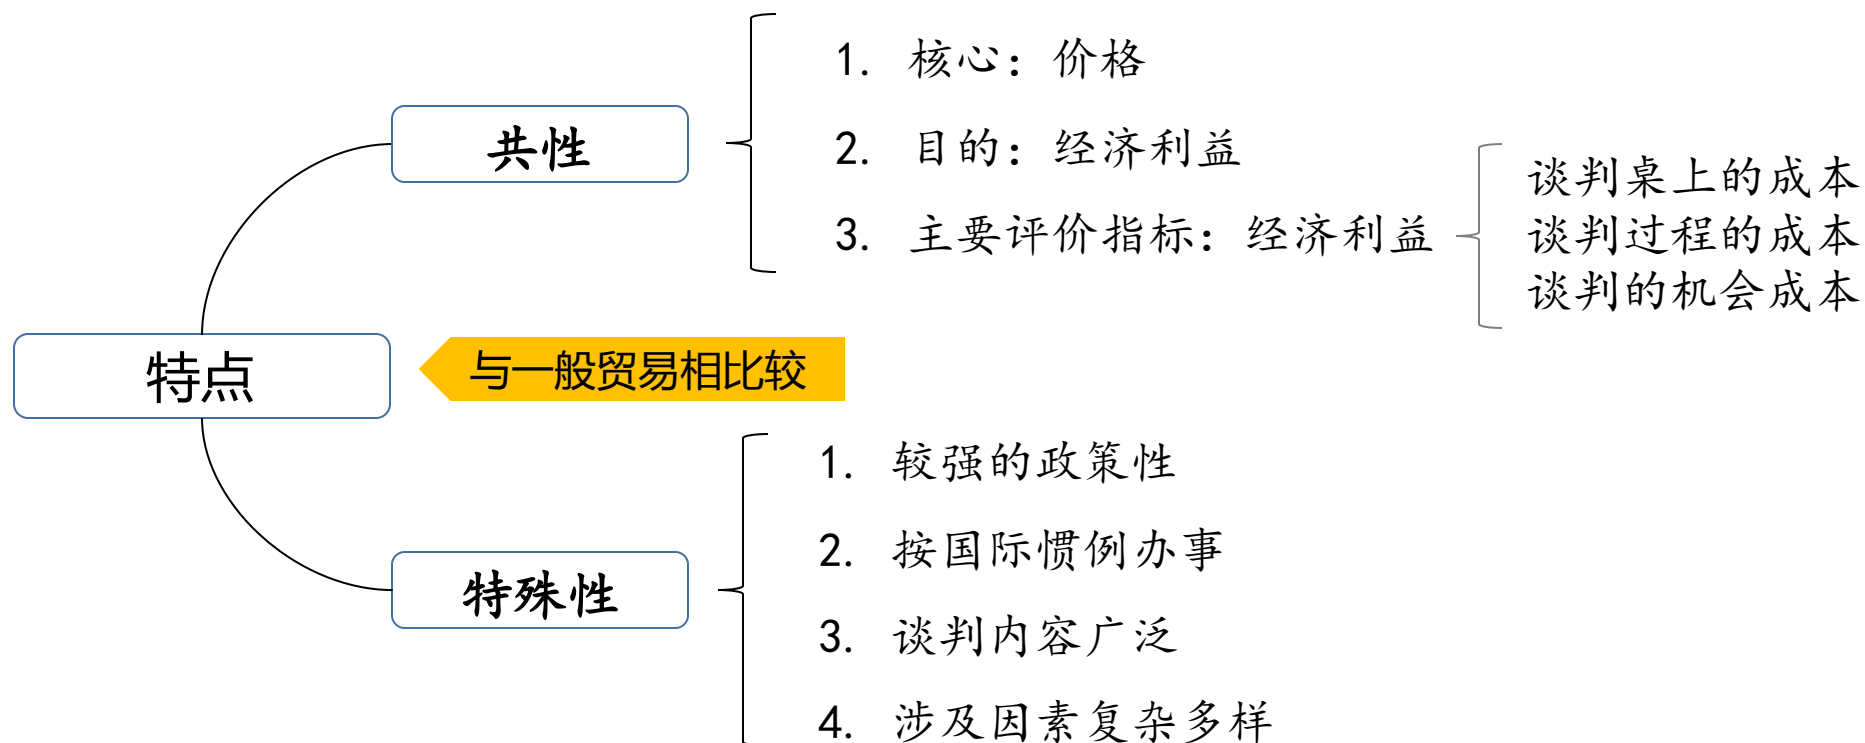 共性
1. 核心：价格
2. 目的：经济利益
3. 主要评价指标：经济利益
谈判桌上的成本
谈判过程的成本
谈判的机会成本
特点
与一般贸易相比较
特殊性
1. 较强的政策性
2. 按国际惯例办事
3. 谈判内容广泛
4. 涉及因素复杂多样